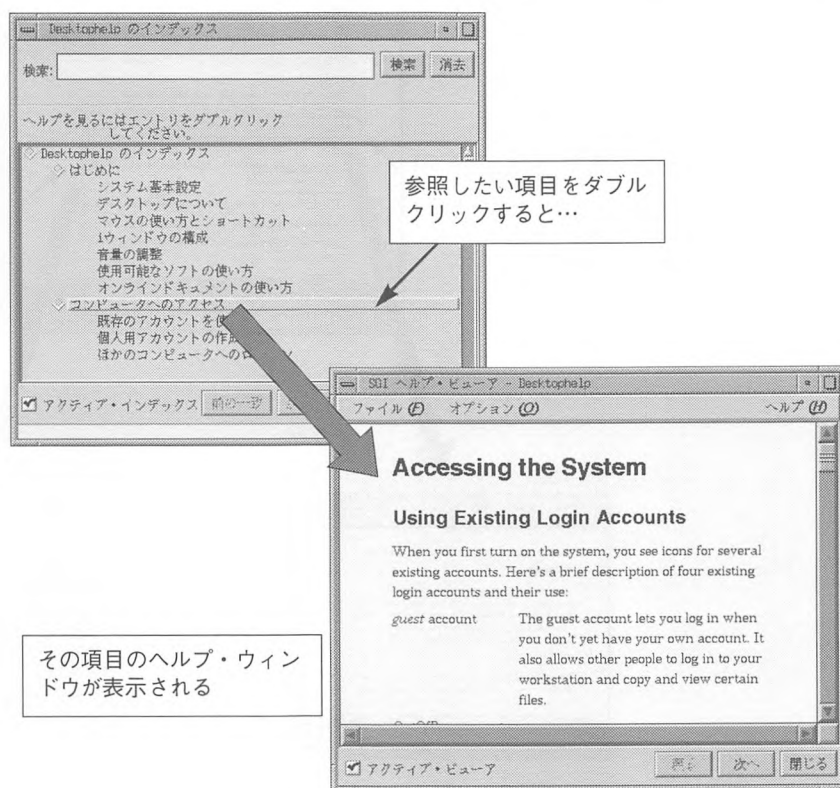 Desktophelp のインデックス
検索:
検索 消去
ヘルプを見るにはエントリをダブルクリック
してください。
Desktophelp のインデックス
はじめに
システム基本設定
デスクトップについて
マウスの使い方とショートカット
1ウィンドウの構成
音量の調整
使用可能なソフトの使い方
オンラインドキュメントの使い方
コンピュータへのアクセス
既存のアカウントを使
個人用アカウントの作成
ほかのコンピュータへのロ
アクティブ・インデックス 前の一致
参照したい項目をダブル
クリックすると…
SGI ヘルプ・ビューア - Desktophelp
ファイル(F) オプション(O) ヘルプ(H)
Accessing the System
Using Existing Login Accounts
When you first turn on the system, you see icons for several
existing accounts. Here's a brief description of four existing
login accounts and their use:
guest account The guest account lets you log in when
you don't yet have your own account. It
also allows other people to log in to your
workstation and copy and view certain
files.
アクティブ・ビューア 次へ 閉じる
その項目のヘルプ・ウィン
ドウが表示される